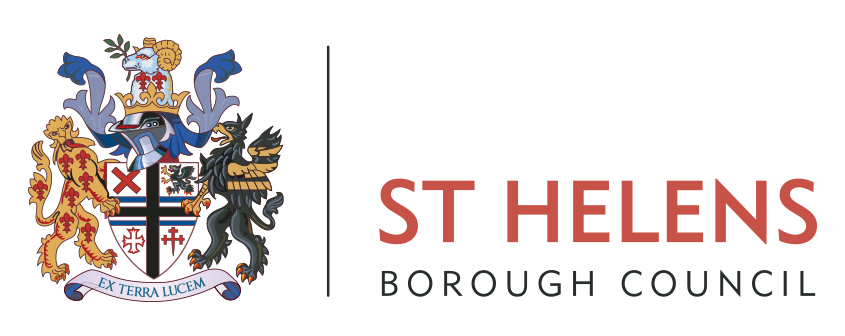 EX TERRA LUCEM
ST HELENS
BOROUGH COUNCIL